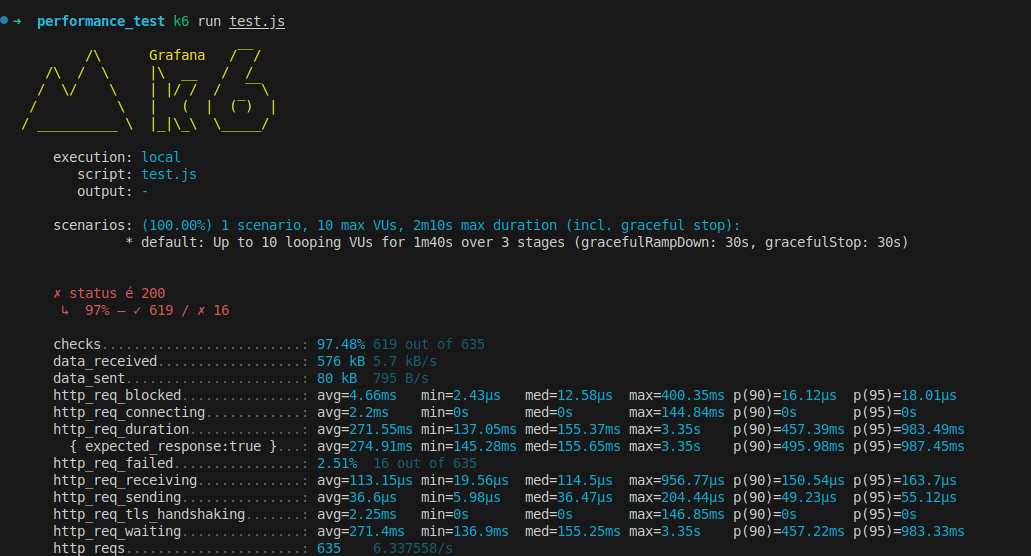 → performance_test k6 run test.js
Grafana
k6
execution: local
script: test.js
output: -
scenarios: (100.00%) 1 scenario, 10 max VUs, 2m10s max duration (incl. graceful stop):
* default: Up to 10 looping VUs for 1m40s over 3 stages (gracefulRampDown: 30s, gracefulStop: 30s)
✗ status é 200
↳ 97% — ✓ 619 / ✗ 16
checks.........................: 97.48% 619 out of 635
data_received..................: 576 kB 5.7 kB/s
data_sent......................: 80 kB 795 B/s
http_req_blocked...............: avg=4.66ms min=2.43µs med=12.58µs max=400.35ms p(90)=16.12µs p(95)=18.01µs
http_req_connecting............: avg=2.2ms min=0s med=0s max=144.84ms p(90)=0s p(95)=0s
http_req_duration..............: avg=271.55ms min=137.05ms med=155.37ms max=3.35s p(90)=457.39ms p(95)=983.49ms
{ expected_response:true }...: avg=274.91ms min=145.28ms med=155.65ms max=3.35s p(90)=495.98ms p(95)=987.45ms
http_req_failed................: 2.51% 16 out of 635
http_req_receiving.............: avg=113.15µs min=19.56µs med=114.5µs max=956.77µs p(90)=150.54µs p(95)=163.7µs
http_req_sending...............: avg=36.6µs min=5.98µs med=36.47µs max=204.44µs p(90)=49.23µs p(95)=55.12µs
http_req_tls_handshaking.......: avg=2.25ms min=0s med=0s max=146.85ms p(90)=0s p(95)=0s
http_req_waiting...............: avg=271.4ms min=136.9ms med=155.25ms max=3.35s p(90)=457.22ms p(95)=983.33ms
http_reqs......................: 635 6.337558/s